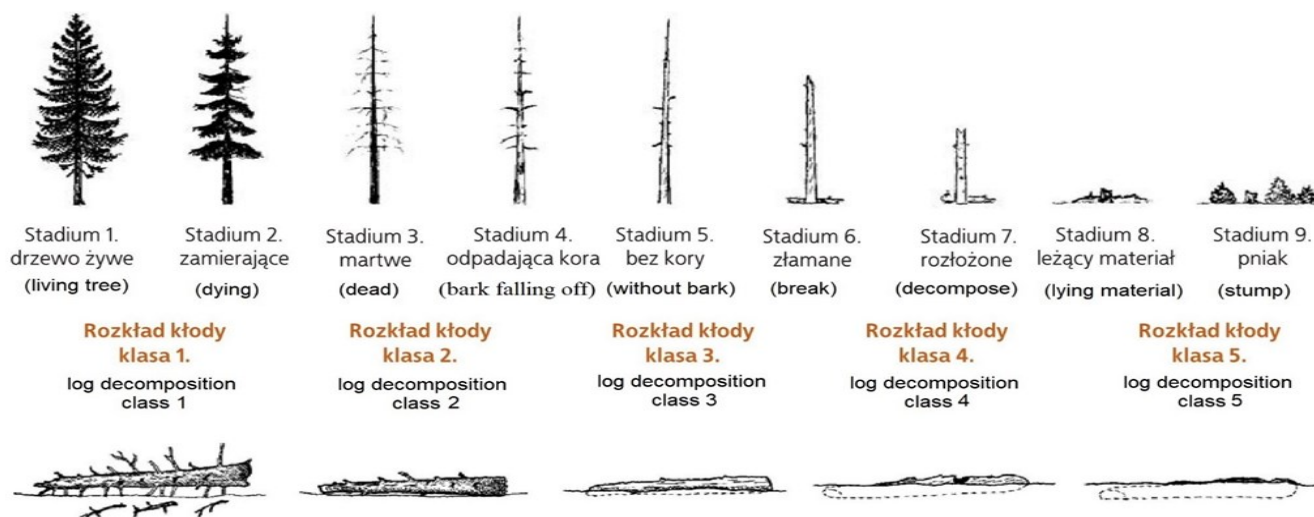 Stadium 1. Stadium 2. Stadium 3. Stadium 4. Stadium 5. Stadium 6. Stadium 7. Stadium 8. Stadium 9.
drzewo żywe zamierające martwe odpadająca kora bez kory złamane rozłożone leżący materiał pniak
(living tree) (dying) (dead) (bark falling off) (without bark) (break) (decompose) (lying material) (stump)
Rozkład kłody Rozkład kłody Rozkład kłody Rozkład kłody Rozkład kłody
klasa 1. klasa 2. klasa 3. klasa 4. klasa 5.
log decomposition log decomposition log decomposition log decomposition log decomposition
class 1 class 2 class 3 class 4 class 5